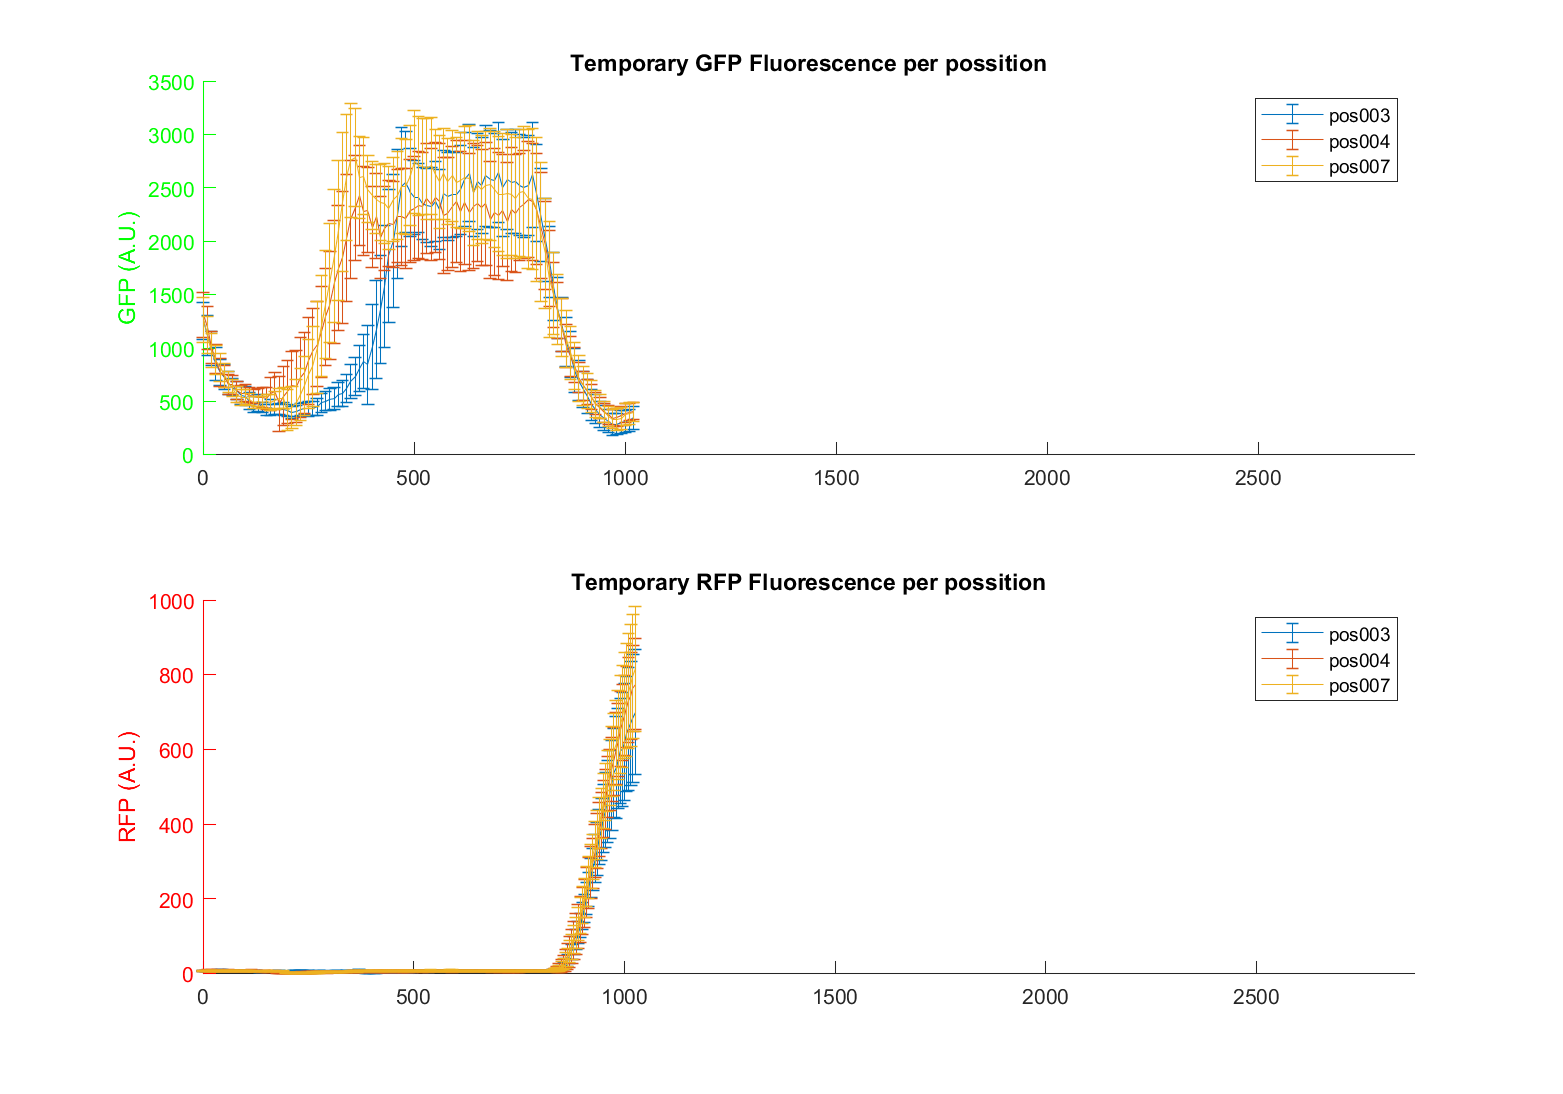 Temporary GFP Fluorescence per possition
GFP (A.U.)
3500
3000
2500
2000
1500
1000
500
0
0 500 1000 1500 2000 2500
pos003
pos004
pos007
Temporary RFP Fluorescence per possition
RFP (A.U.)
1000
800
600
400
200
0
0 500 1000 1500 2000 2500
pos003
pos004
pos007